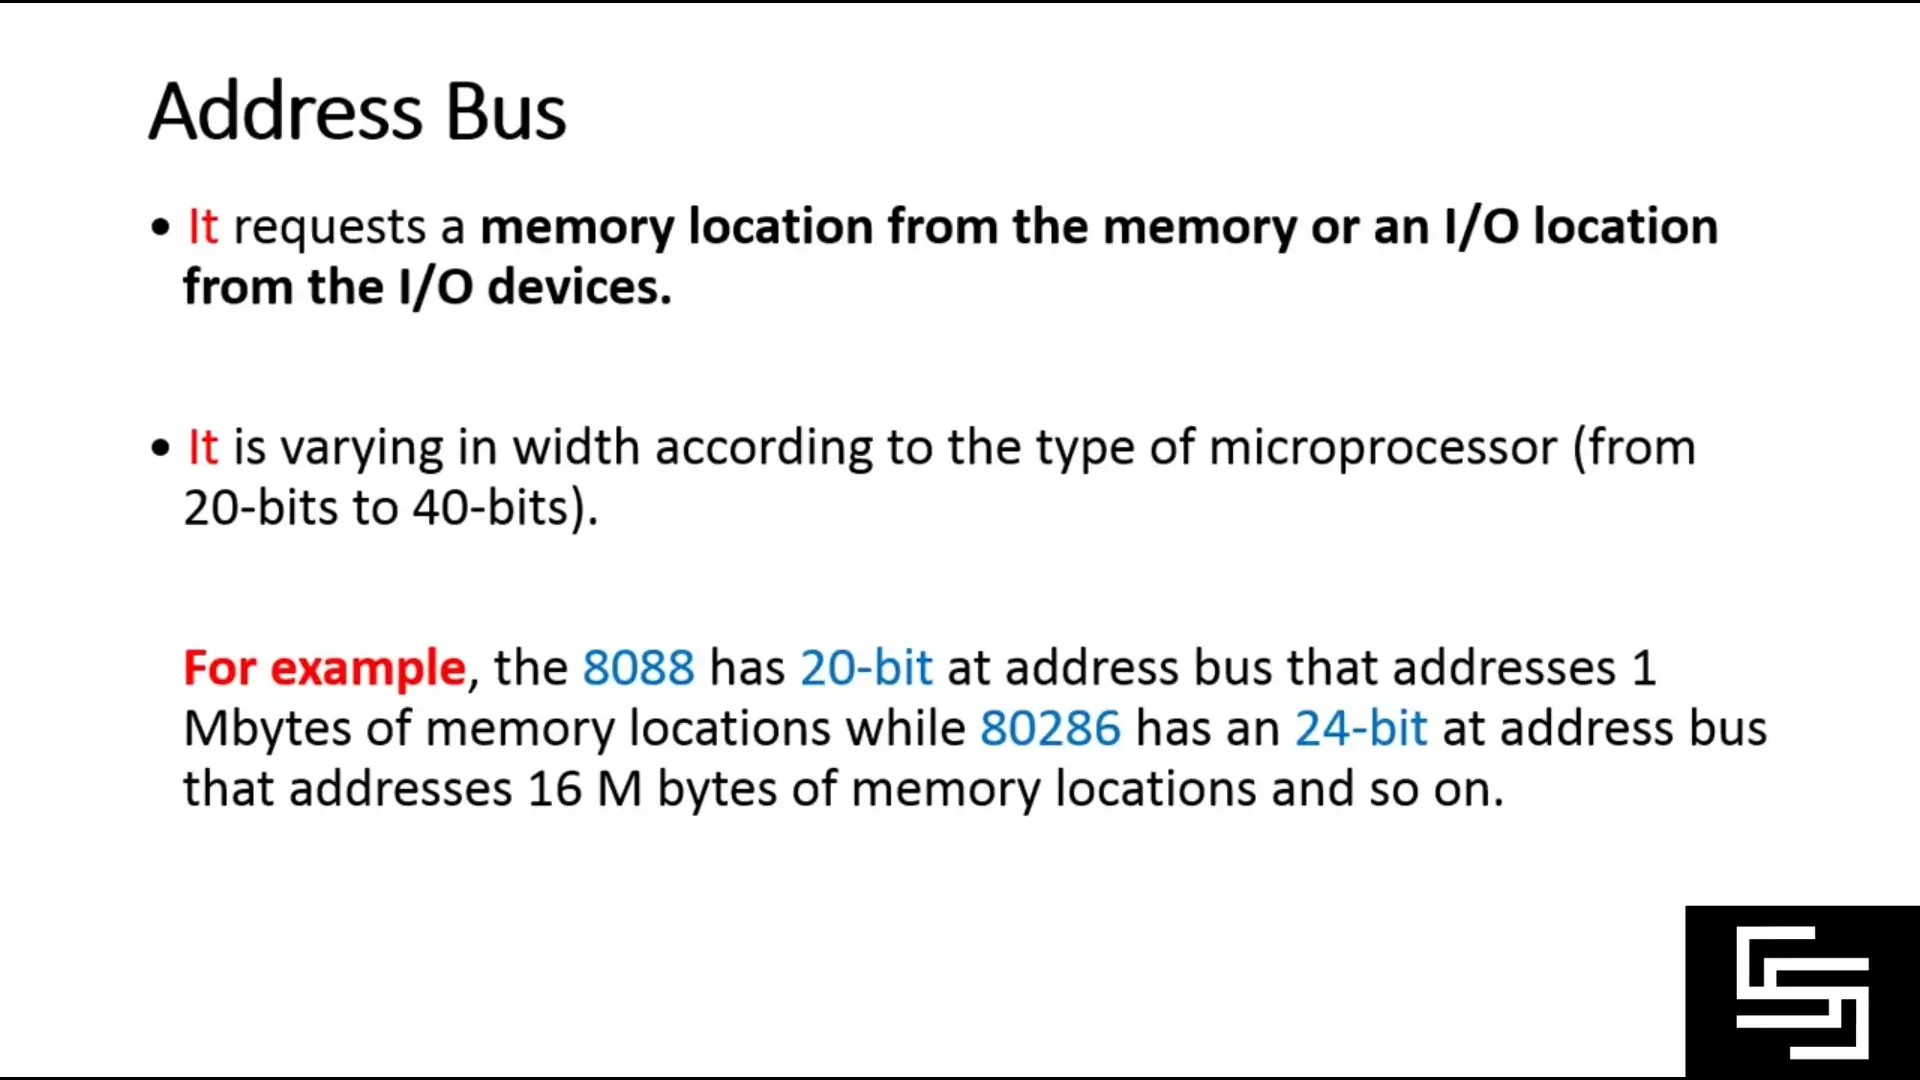 Address Bus
• It requests a memory location from the memory or an I/O location
from the I/O devices.
• It is varying in width according to the type of microprocessor (from
20-bits to 40-bits).
For example, the 8088 has 20-bit at address bus that addresses 1
Mbytes of memory locations while 80286 has an 24-bit at address bus
that addresses 16 M bytes of memory locations and so on.